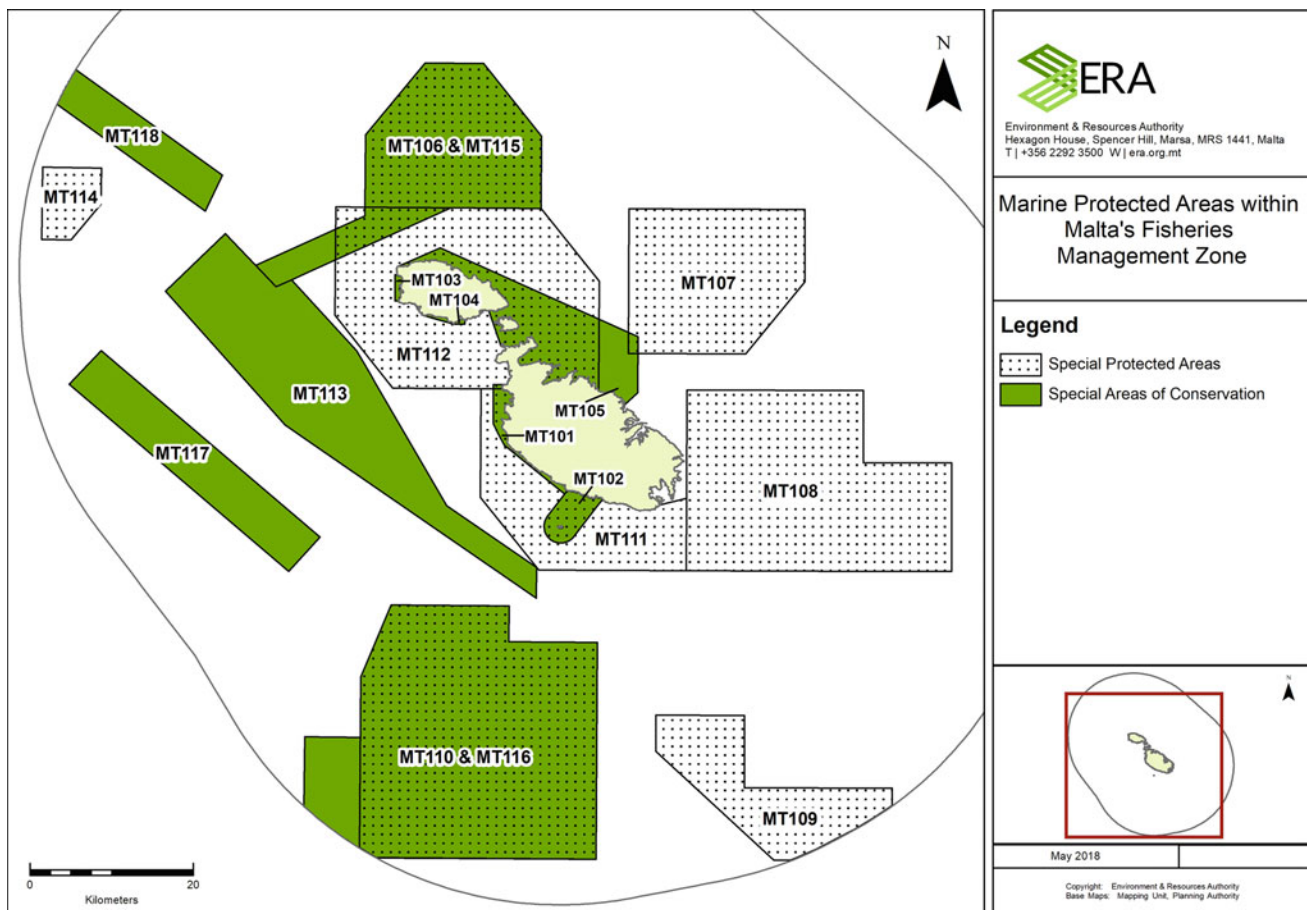 N
MT118
MT106 & MT115
MT114
MT103
MT107
MT104
MT112
MT113
MT105
MT101
MT117
MT102
MT108
MT111
MT110 & MT116
MT109
0
20
Kilometers
ERA
Environment & Resources Authority
Hexagon House, Spencer Hill, Marsa, MRS 1441, Malta
T | +356 2292 3500 W | era.org.mt
Marine Protected Areas within
Malta's Fisheries
Management Zone
Legend
Special Protected Areas
Special Areas of Conservation
N
May 2018
Copyright: Environment & Resources Authority
Base Maps: Mapping Unit, Planning Authority